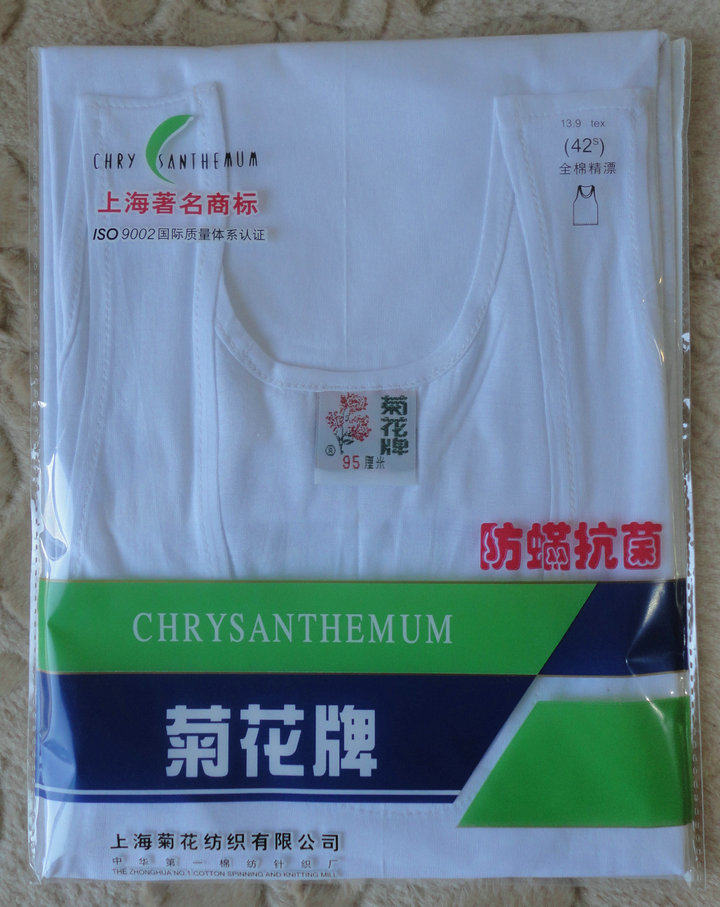 CHRYSANTHEMUM
上海著名商标
ISO 9002国际质量体系认证
13.9 tex
(42ˢ)
全棉精漂
菊花牌
®
95厘米
防螨抗菌
CHRYSANTHEMUM
菊花牌
上海菊花纺织有限公司
中华第一棉纺针织厂
THE ZHONGHUA NO.1 COTTON SPINNING AND KNITTING MILL